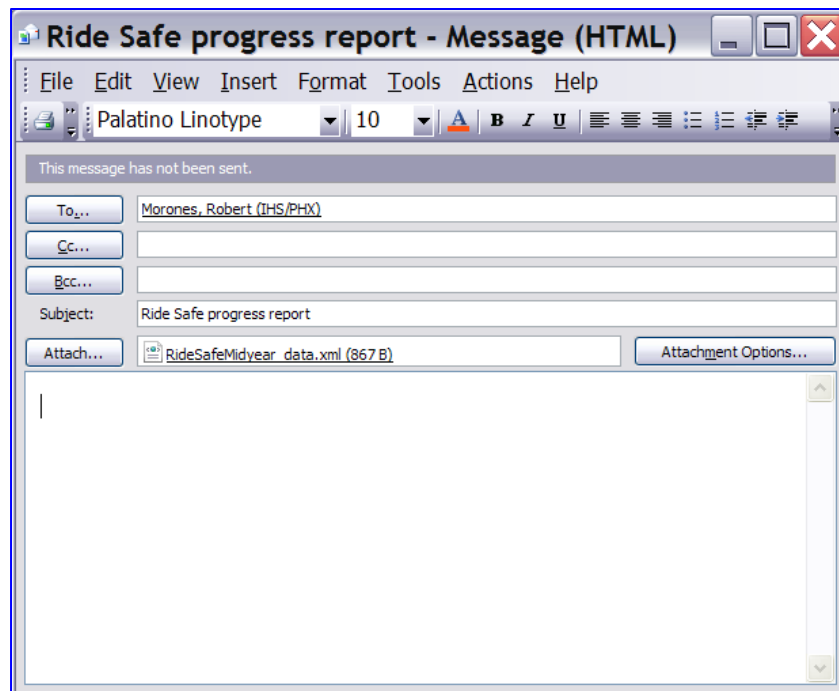 Ride Safe progress report - Message (HTML)
File Edit View Insert Format Tools Actions Help
Palatino Linotype 10 A B I U
This message has not been sent.
To... Morones, Robert (IHS/PHX)
Cc...
Bcc...
Subject: Ride Safe progress report
Attach... RideSafeMidyear_data.xml (867 B) Attachment Options...